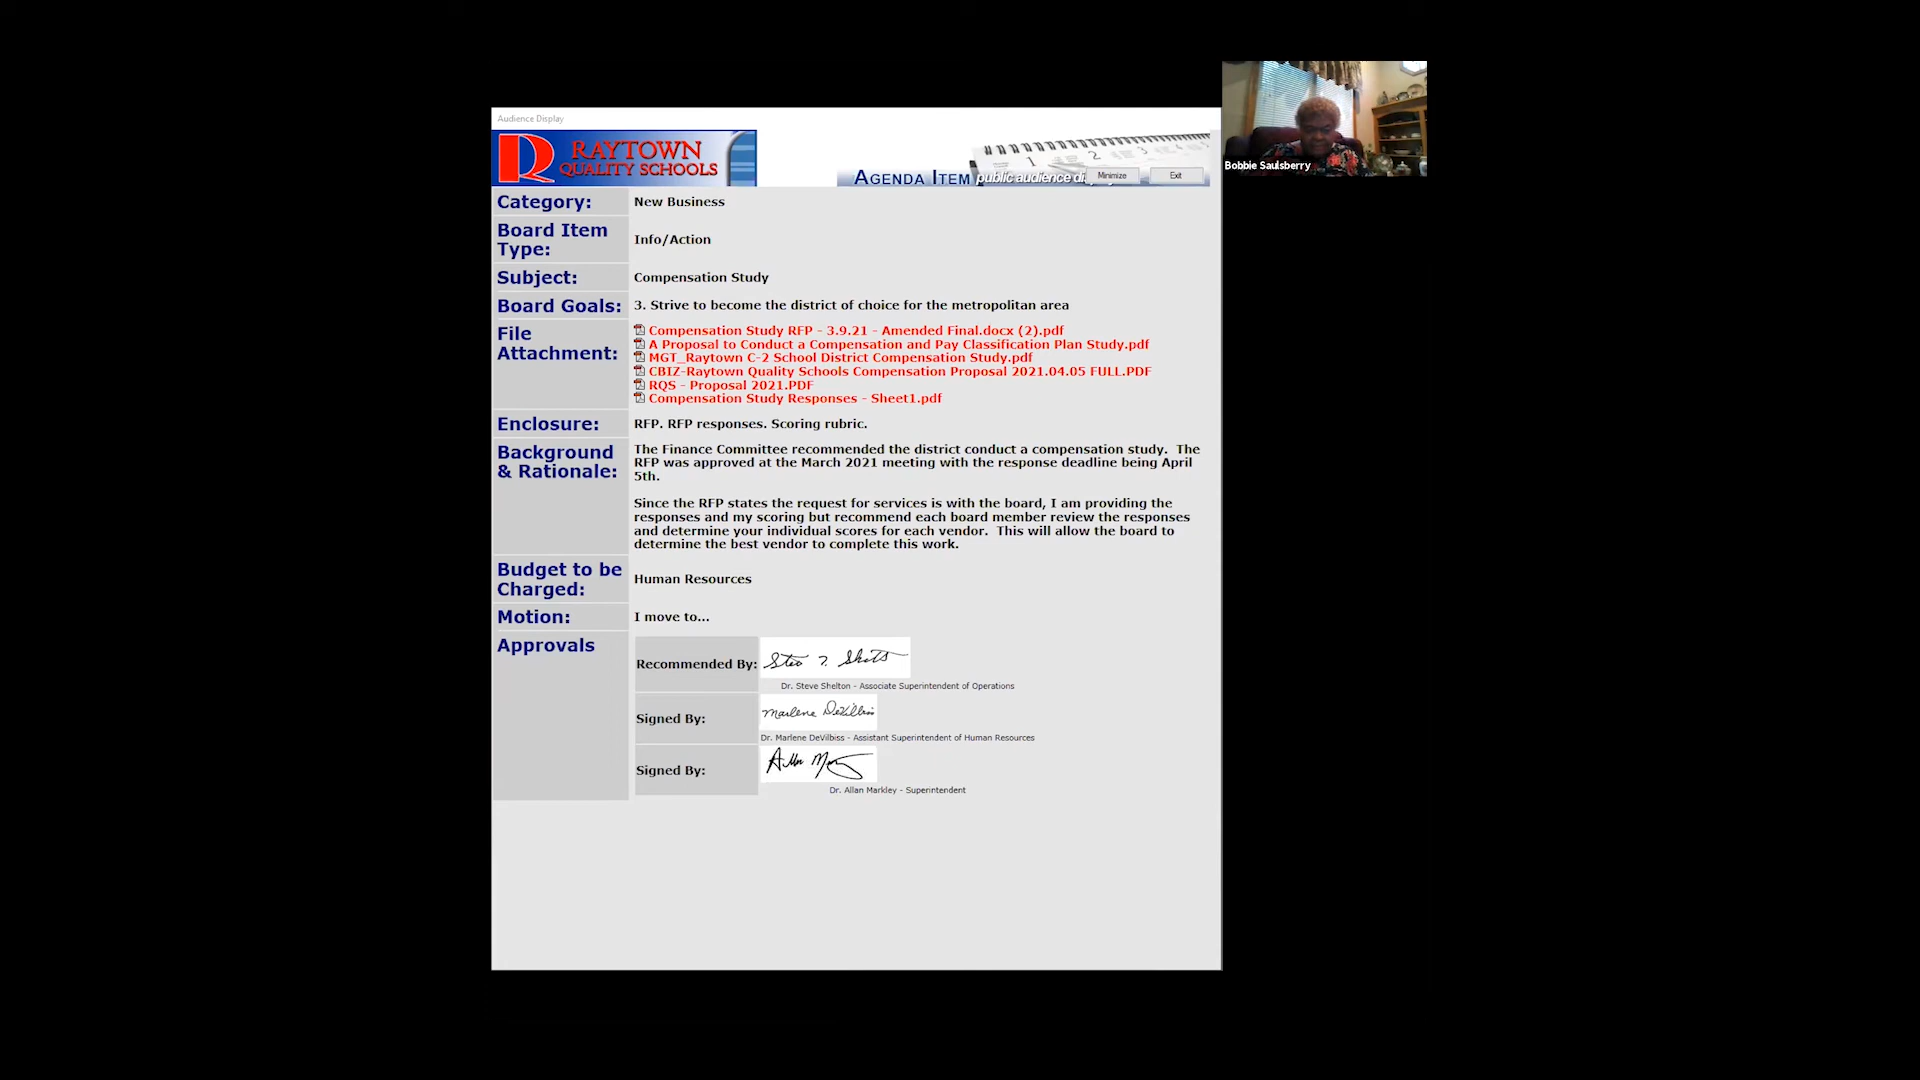 Audience Display
RAYTOWN
QUALITY SCHOOLS
AGENDA ITEM public audience di
Minimize
Exit
Bobbie Saulsberry
Category: New Business
Board Item
Type:
Info/Action
Subject: Compensation Study
Board Goals: 3. Strive to become the district of choice for the metropolitan area
File
Attachment:
Compensation Study RFP - 3.9.21 - Amended Final.docx (2).pdf
A Proposal to Conduct a Compensation and Pay Classification Plan Study.pdf
MGT_Raytown C-2 School District Compensation Study.pdf
CBIZ-Raytown Quality Schools Compensation Proposal 2021.04.05 FULL.PDF
RQS - Proposal 2021.PDF
Compensation Study Responses - Sheet1.pdf
Enclosure: RFP. RFP responses. Scoring rubric.
Background
& Rationale:
The Finance Committee recommended the district conduct a compensation study. The
RFP was approved at the March 2021 meeting with the response deadline being April
5th.
Since the RFP states the request for services is with the board, I am providing the
responses and my scoring but recommend each board member review the responses
and determine your individual scores for each vendor. This will allow the board to
determine the best vendor to complete this work.
Budget to be
Charged:
Human Resources
Motion: I move to...
Approvals
Recommended By:
Dr. Steve Shelton - Associate Superintendent of Operations
Signed By: Marlene DeVilbiss
Dr. Marlene DeVilbiss - Assistant Superintendent of Human Resources
Signed By:
Dr. Allan Markley - Superintendent